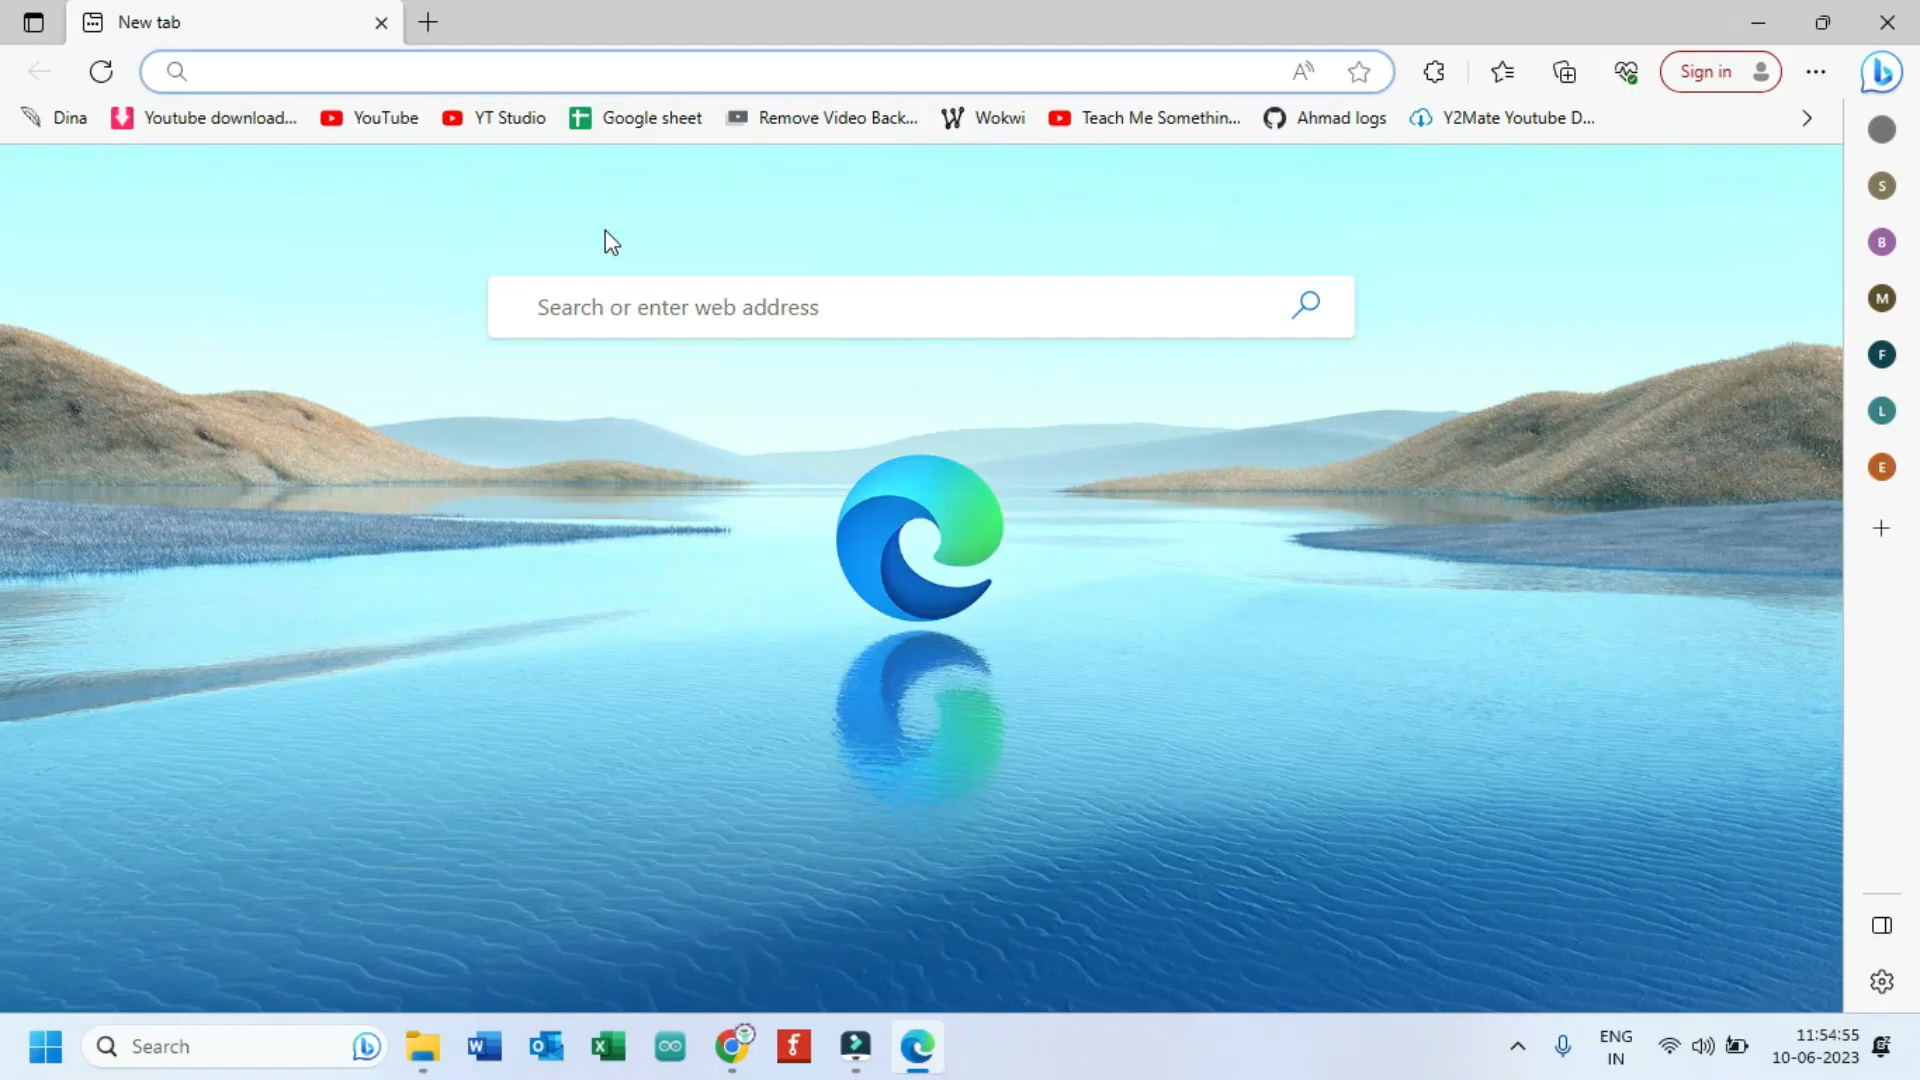 New tab
Sign in
Dina
Youtube download...
YouTube
YT Studio
Google sheet
Remove Video Back...
Wokwi
Teach Me Somethin...
Ahmad logs
Y2Mate Youtube D...
S
B
M
F
L
E
Search or enter web address
Search
ENG
IN
11:54:55
10-06-2023